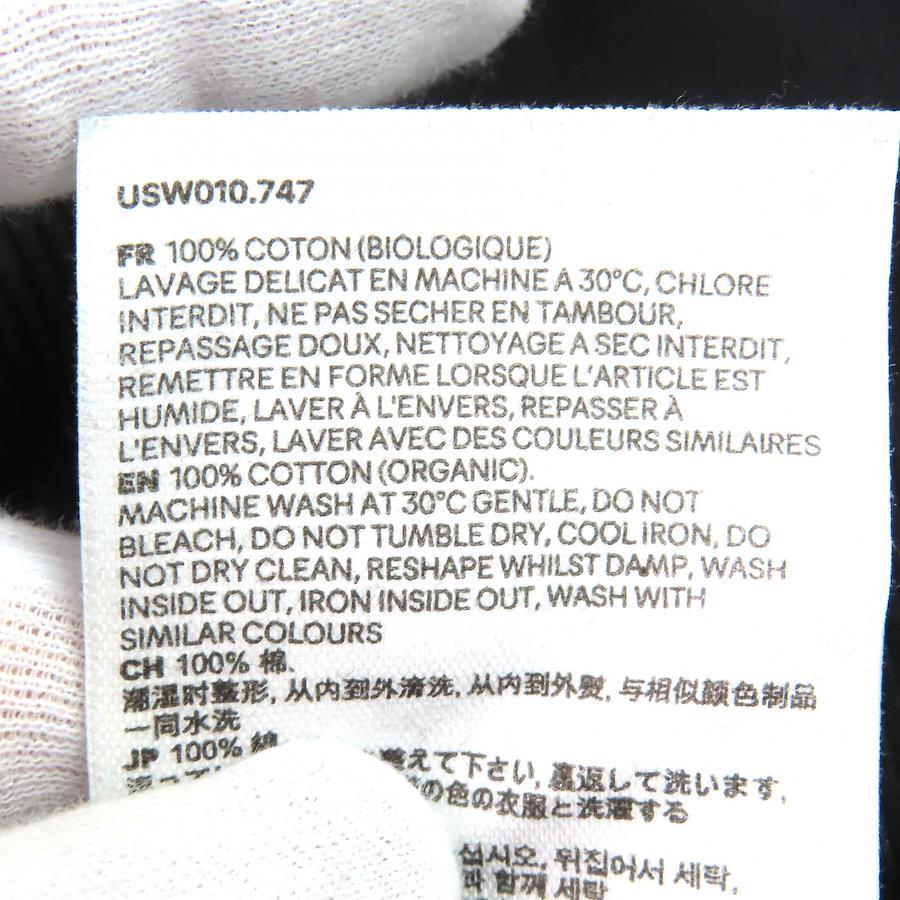 USW010.747
FR 100% COTON (BIOLOGIQUE)
LAVAGE DELICAT EN MACHINE A 30°C, CHLORE
INTERDIT, NE PAS SECHER EN TAMBOUR,
REPASSAGE DOUX, NETTOYAGE A SEC INTERDIT,
REMETTRE EN FORME LORSQUE L'ARTICLE EST
HUMIDE, LAVER À L'ENVERS, REPASSER À
L'ENVERS, LAVER AVEC DES COULEURS SIMILAIRES
EN 100% COTTON (ORGANIC).
MACHINE WASH AT 30°C GENTLE, DO NOT
BLEACH, DO NOT TUMBLE DRY, COOL IRON, DO
NOT DRY CLEAN, RESHAPE WHILST DAMP, WASH
INSIDE OUT, IRON INSIDE OUT, WASH WITH
SIMILAR COLOURS
CH 100% 棉.
潮湿时整形, 从内到外清洗, 从内到外熨, 与相似颜色制品
一同水洗
JP 100% 綿
整えて下さい, 裏返して洗います,
の色の衣服と洗濯する
십시오, 뒤집어서 세탁,
과 함께 세탁